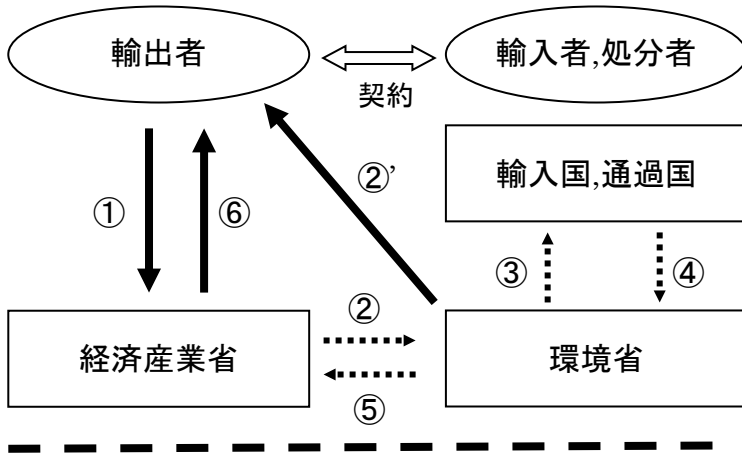 輸出者
輸入者,処分者
契約
輸入国,通過国
①
⑥
②’
③
④
経済産業省
②
⑤
環境省